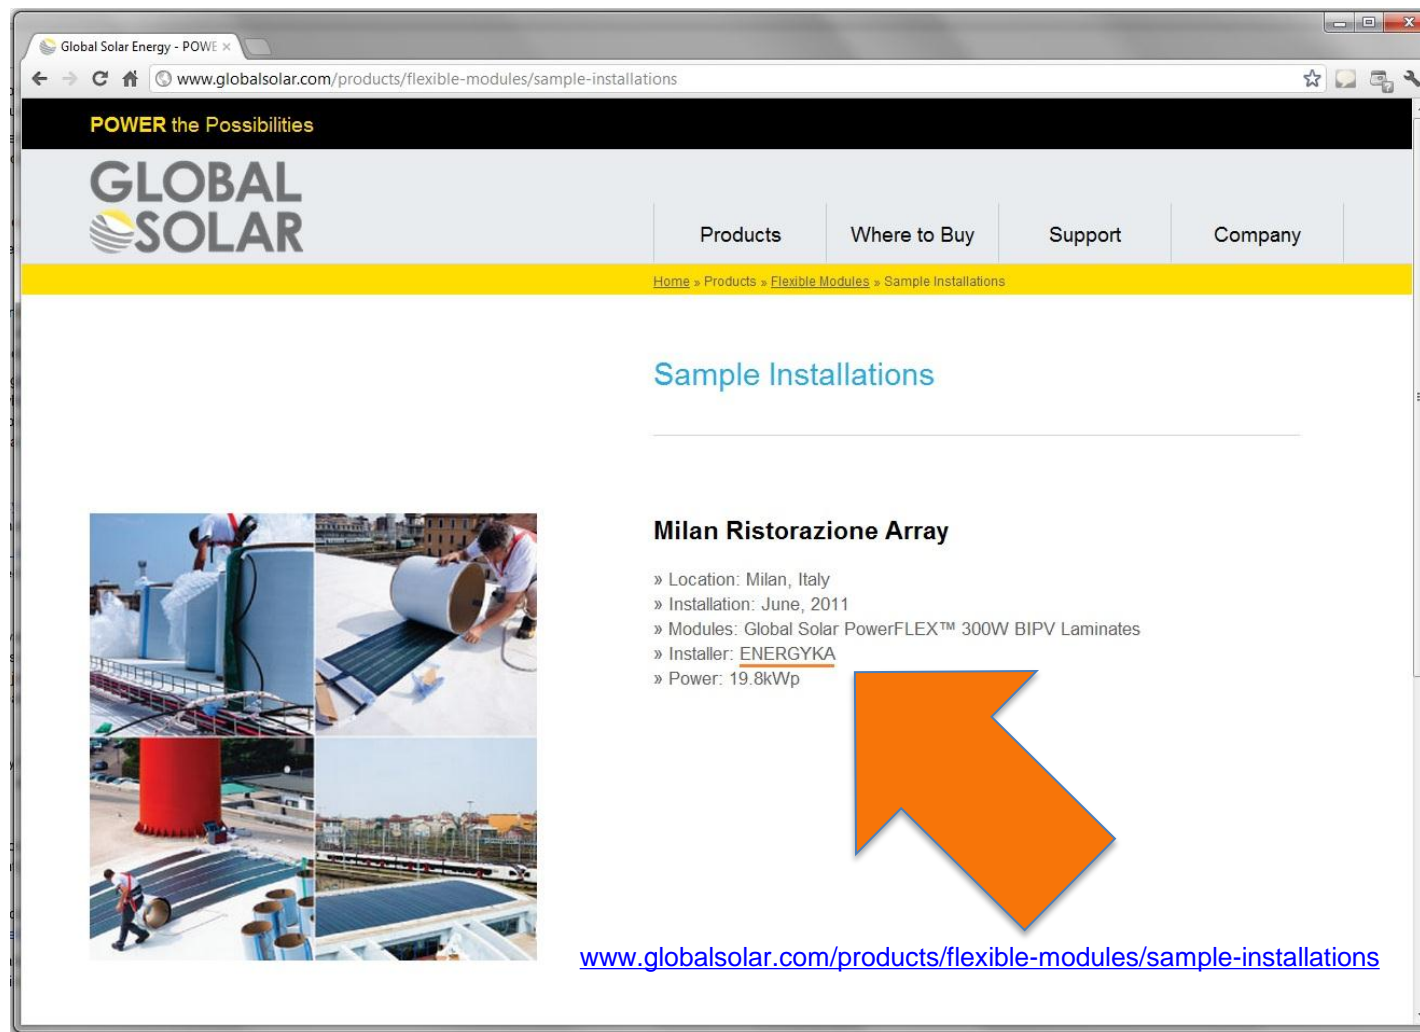 Global Solar Energy - POWE
www.globalsolar.com/products/flexible-modules/sample-installations
POWER the Possibilities
GLOBAL
SOLAR
Products Where to Buy Support Company
Home » Products » Flexible Modules » Sample Installations
Sample Installations
Milan Ristorazione Array
» Location: Milan, Italy
» Installation: June, 2011
» Modules: Global Solar PowerFLEX™ 300W BIPV Laminates
» Installer: ENERGYKA
» Power: 19.8kWp
www.globalsolar.com/products/flexible-modules/sample-installations